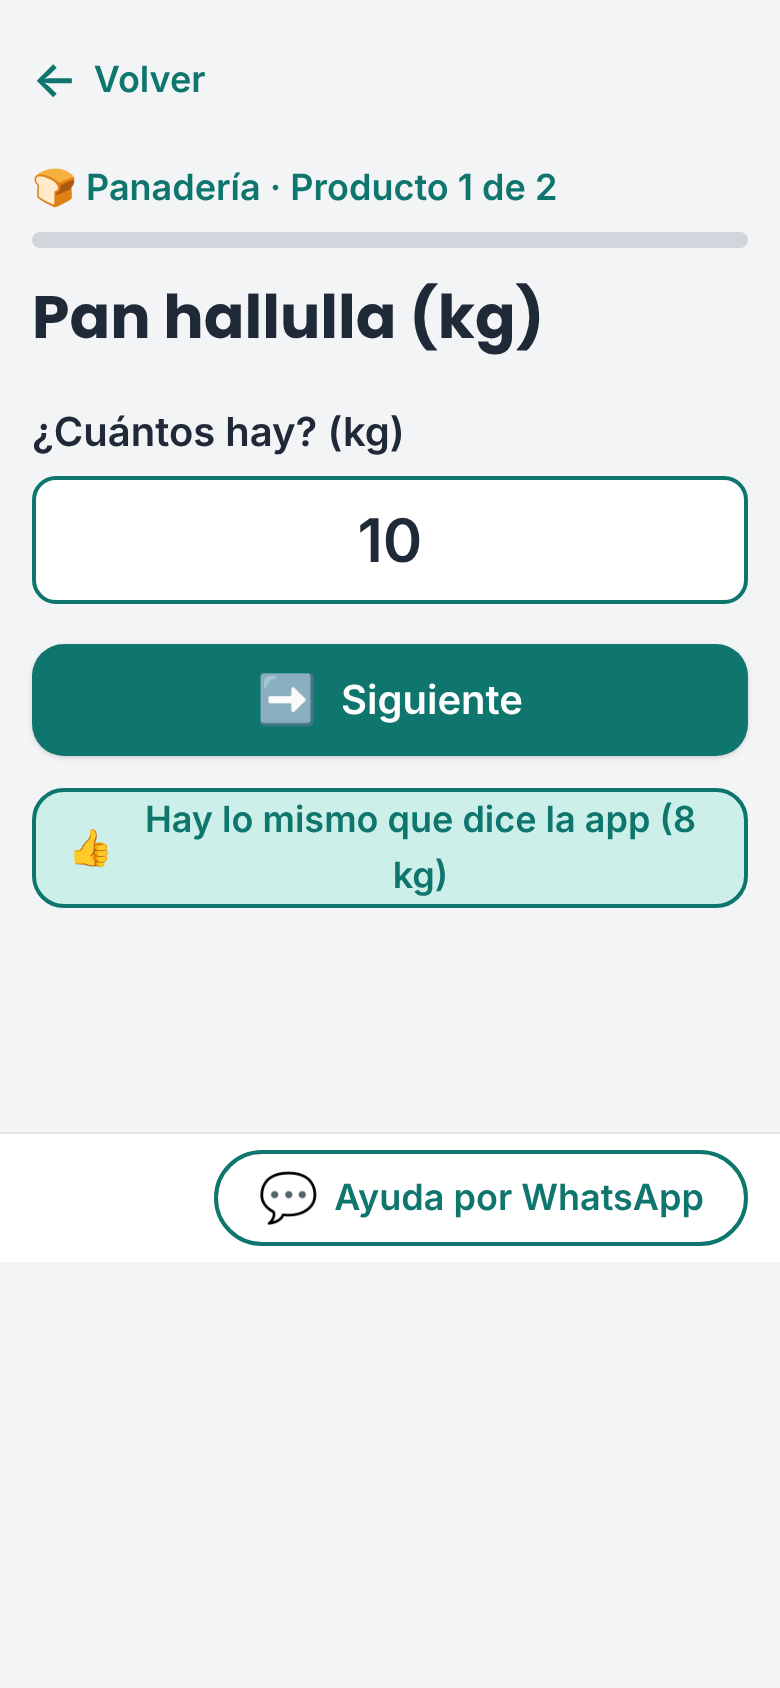 ← Volver
🍞 Panadería · Producto 1 de 2
Pan hallulla (kg)
¿Cuántos hay? (kg)
10
➡️ Siguiente
👍 Hay lo mismo que dice la app (8
kg)
💬 Ayuda por WhatsApp